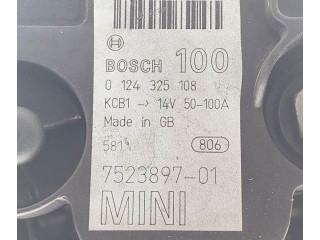 BOSCH 100
0 124 325 108
KCB1 → 14V 50-100A
Made in GB
581 806
7523897-01
MINI